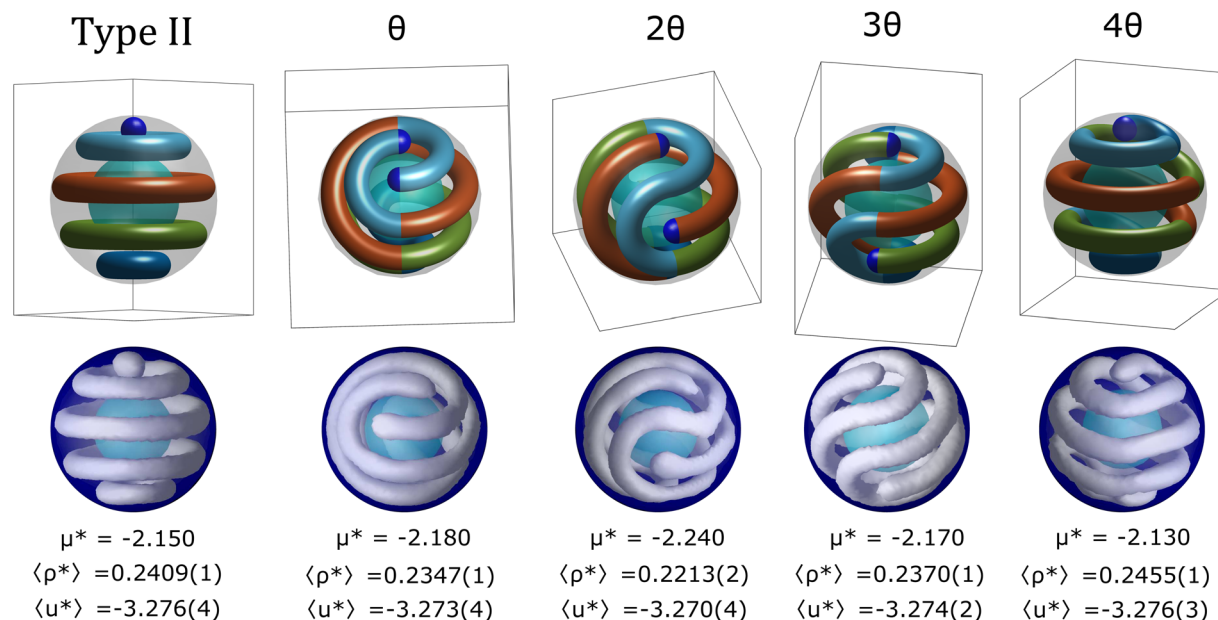 Type II θ 2θ 3θ 4θ
μ* = -2.150 μ* = -2.180 μ* = -2.240 μ* = -2.170 μ* = -2.130
⟨ρ*⟩ =0.2409(1) ⟨ρ*⟩ =0.2347(1) ⟨ρ*⟩ =0.2213(2) ⟨ρ*⟩ =0.2370(1) ⟨ρ*⟩ =0.2455(1)
⟨u*⟩ =-3.276(4) ⟨u*⟩ =-3.273(4) ⟨u*⟩ =-3.270(4) ⟨u*⟩ =-3.274(2) ⟨u*⟩ =-3.276(3)